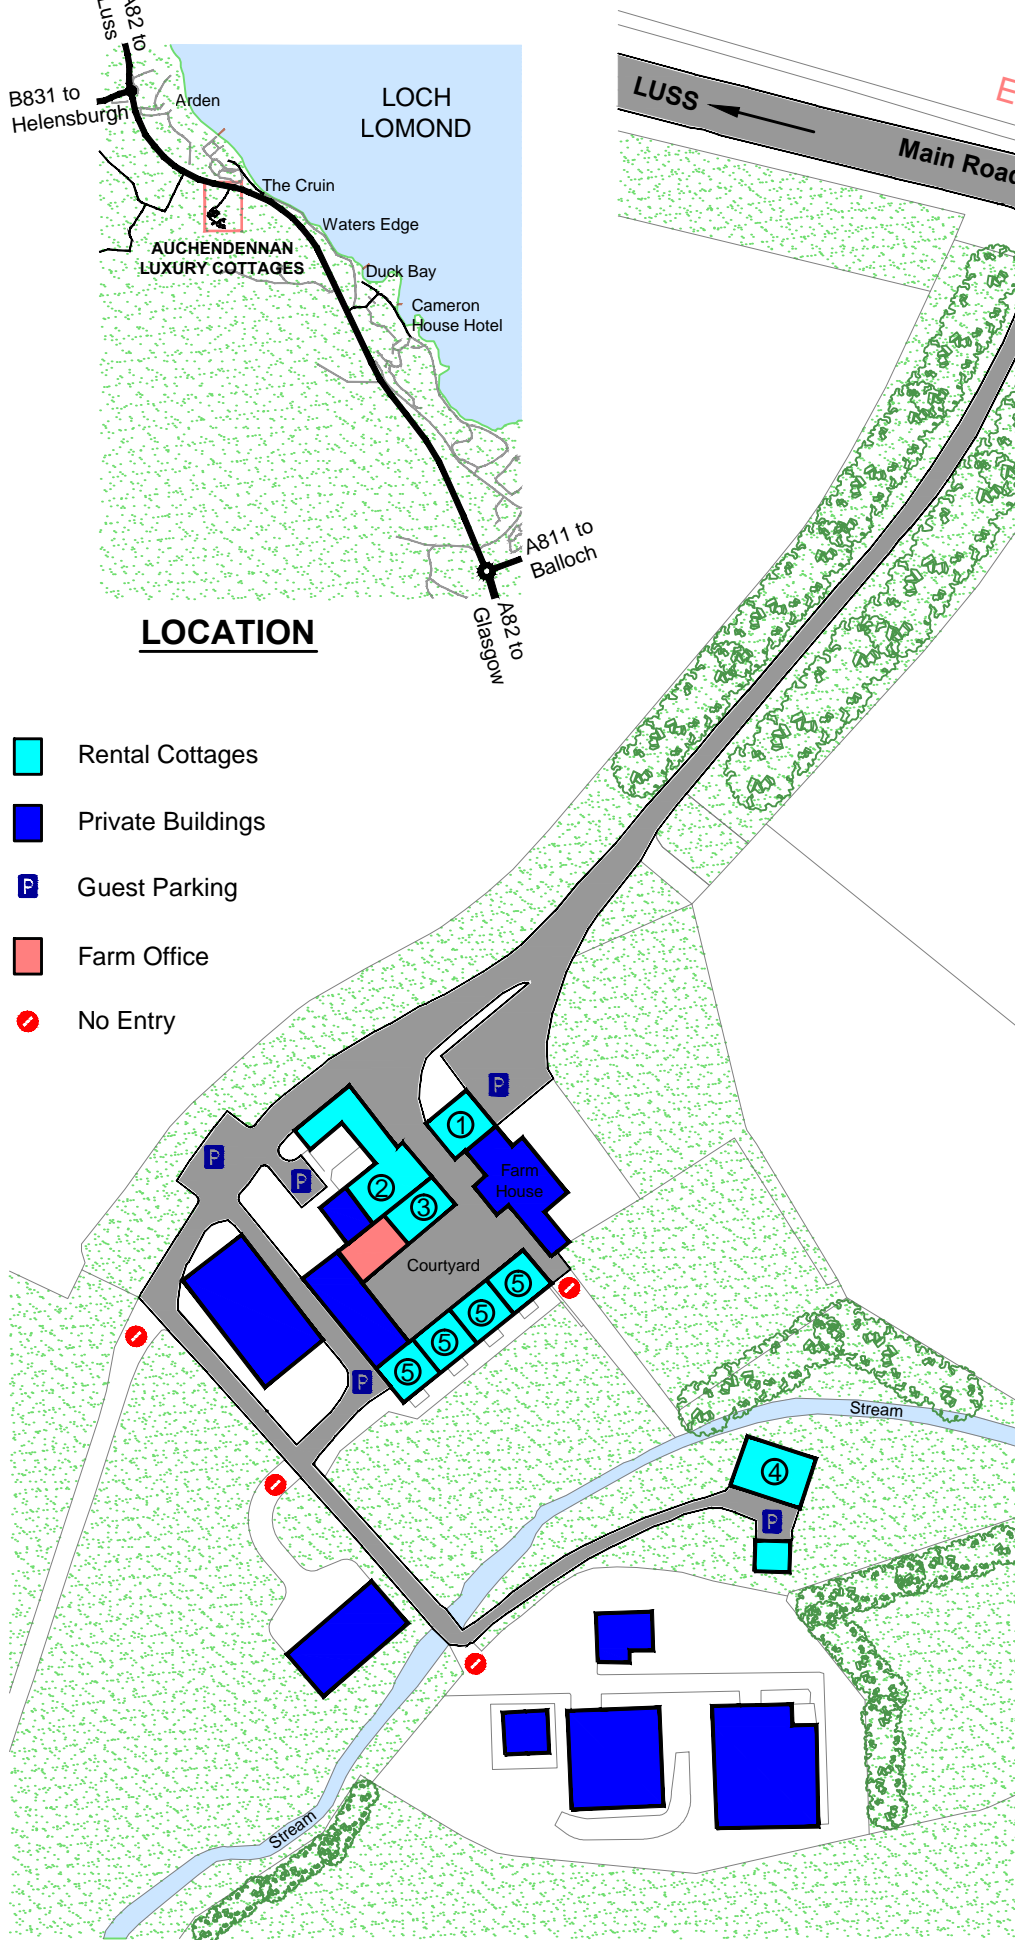 A82 to
Luss
B831 to
Helensburgh
Arden
LOCH
LOMOND
The Cruin
Waters Edge
AUCHENDENNAN
LUXURY COTTAGES
Duck Bay
Cameron
House Hotel
A811 to
Balloch
A82 to
Glasgow
LOCATION
LUSS
Main Road
E
Rental Cottages
Private Buildings
P Guest Parking
Farm Office
No Entry
P
1
P
P
2
3
Farm
House
Courtyard
5
5
5
5
P
Stream
4
P
Stream